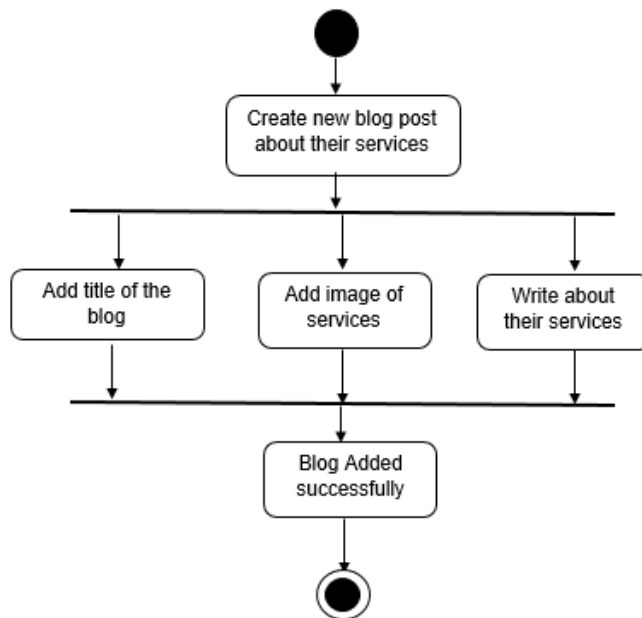 Create new blog post
about their services
Add title of the
blog
Add image of
services
Write about
their services
Blog Added
successfully